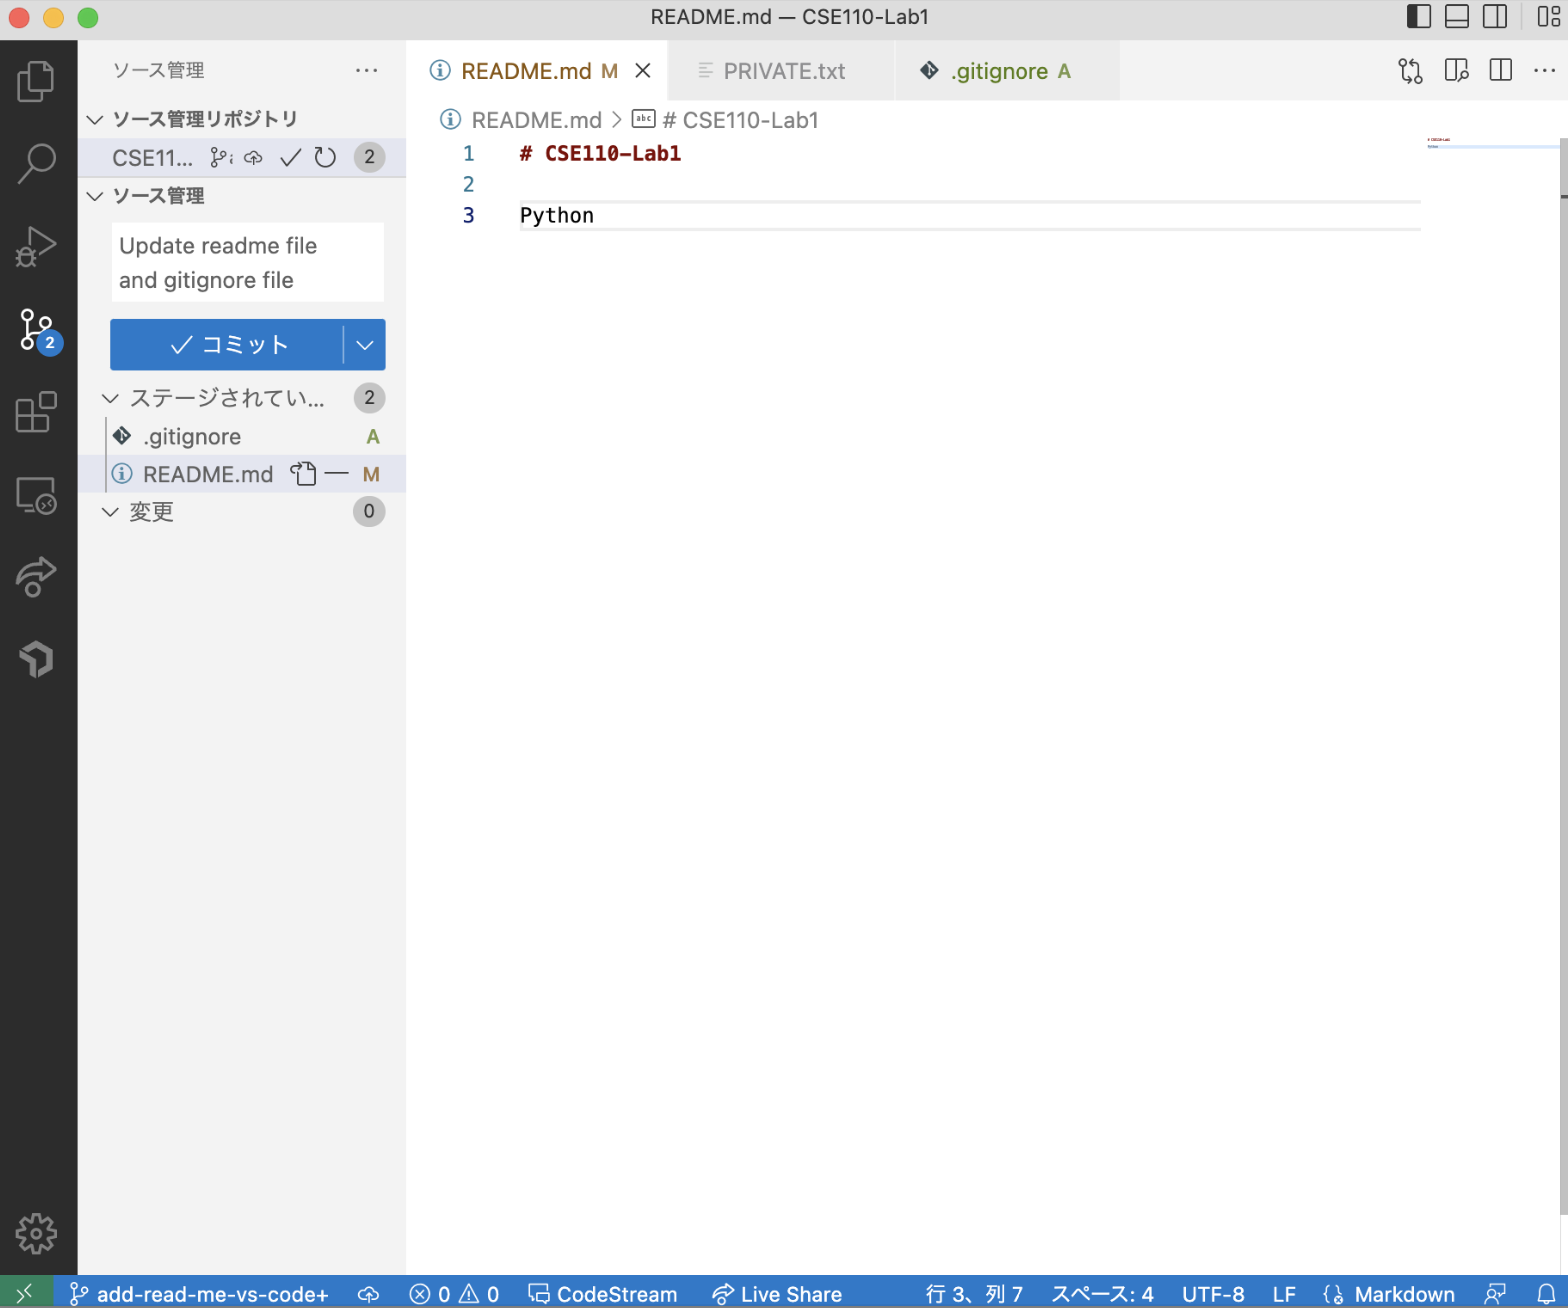 README.md — CSE110-Lab1
ソース管理
ソース管理リポジトリ
CSE11... 2
ソース管理
Update readme file
and gitignore file
コミット
ステージされてい... 2
.gitignore A
README.md M
変更 0
2
README.md M
PRIVATE.txt
.gitignore A
README.md > # CSE110-Lab1
1 # CSE110-Lab1
2
3 Python
add-read-me-vs-code+ 0 0 CodeStream Live Share 行 3、列 7 スペース: 4 UTF-8 LF Markdown